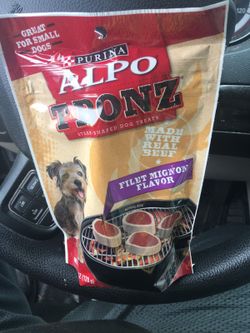 GREAT
FOR SMALL
DOGS
PURINA
ALPO
TBONZ
STEAK-SHAPED DOG TREATS
MADE WITH
REAL
BEEF
FILET MIGNON
FLAVOR